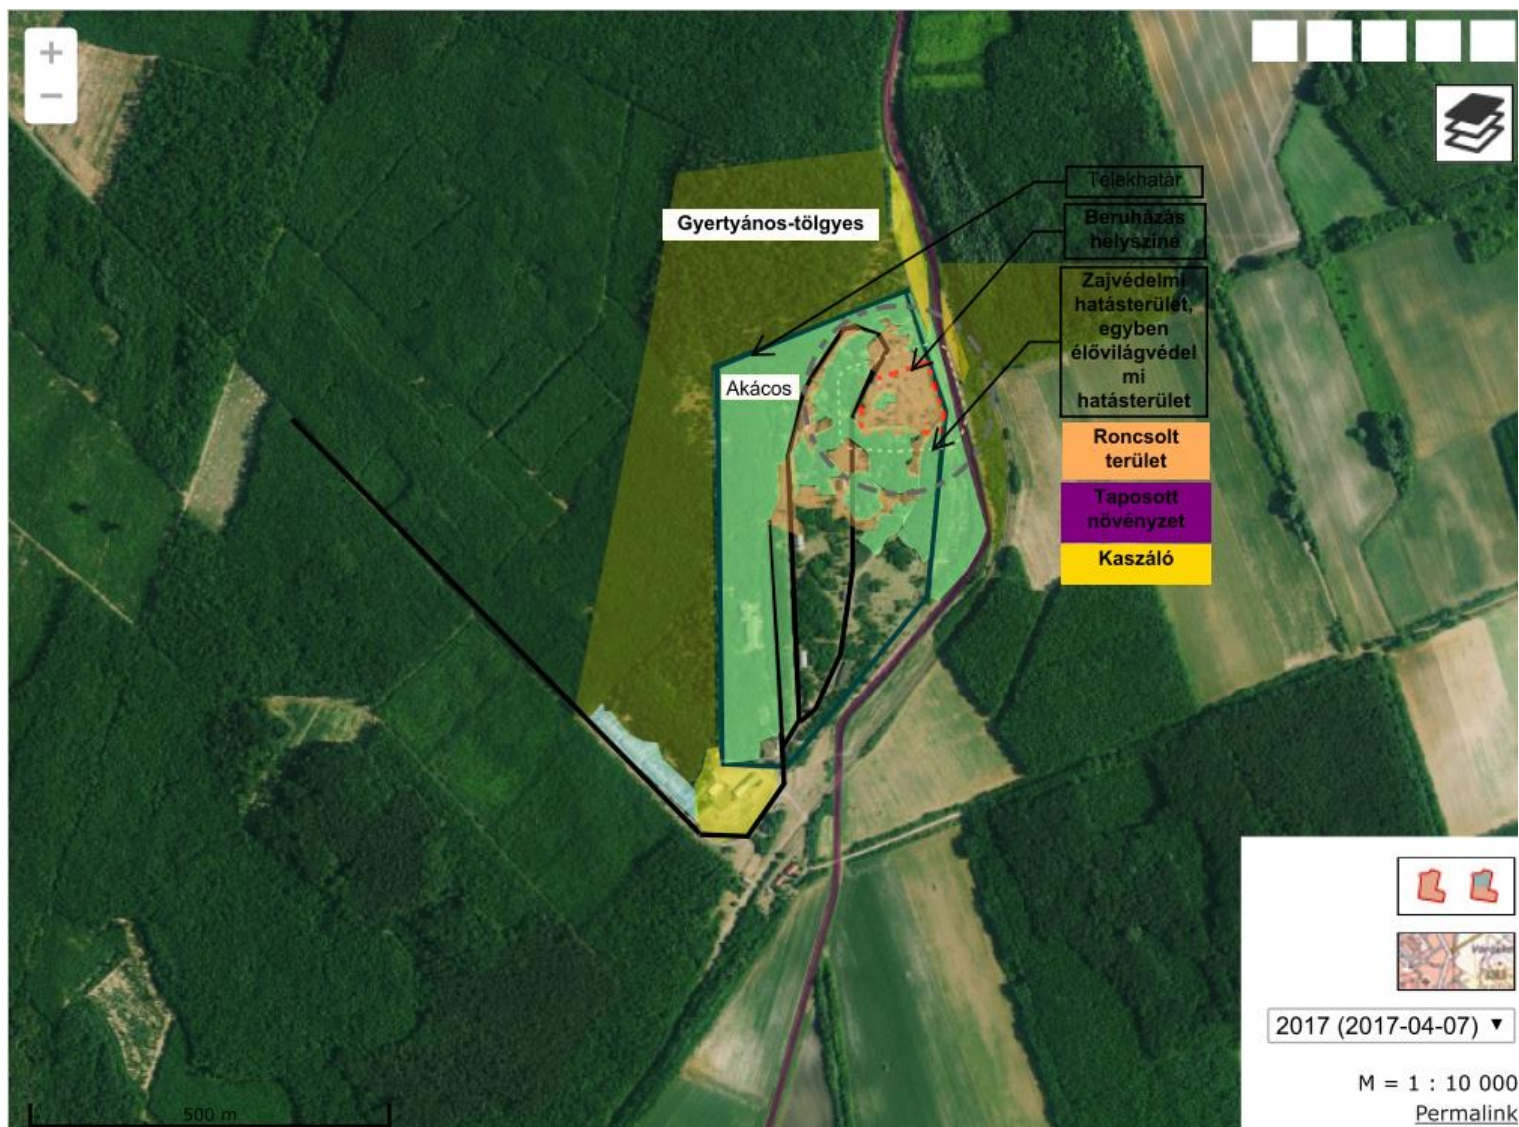 +
−
Telekhatár
Gyertyános-tölgyes
Beruházás
helyszíne
Zajvédelmi
hatásterület,
egyben
élővilágvédel
mi
hatásterület
Akácos
Roncsolt
terület
Taposott
növényzet
Kaszáló
2017 (2017-04-07) ▼
M = 1 : 10 000
Permalink
500 m